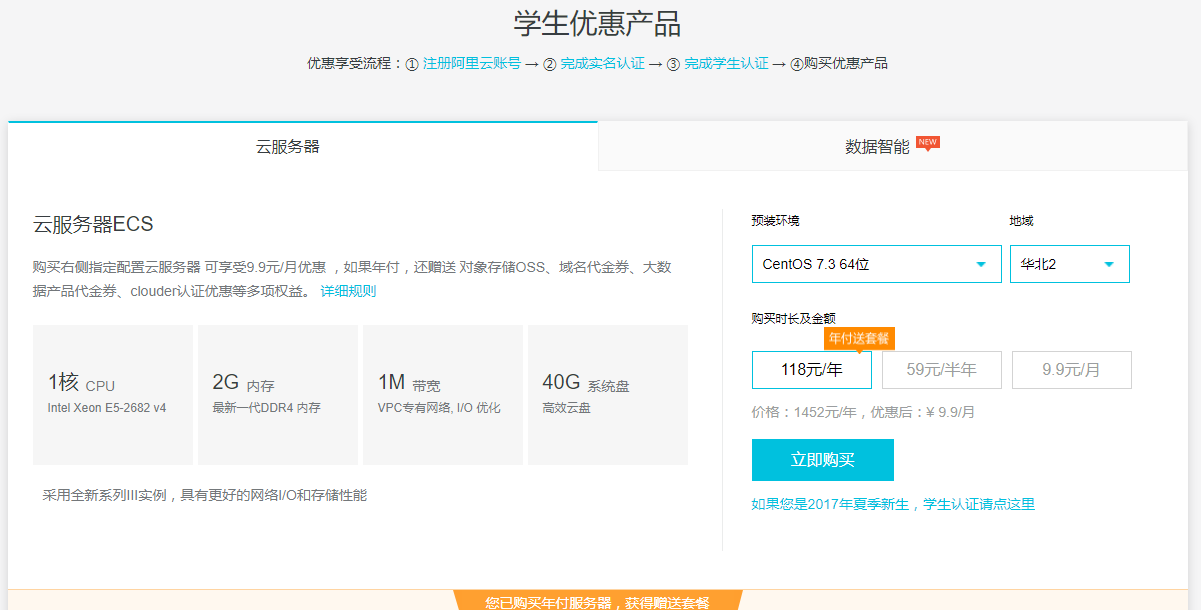 学生优惠产品
优惠享受流程：① 注册阿里云账号 → ② 完成实名认证 → ③ 完成学生认证 → ④购买优惠产品
云服务器
数据智能 NEW
云服务器ECS
购买右侧指定配置云服务器 可享受9.9元/月优惠 ，如果年付，还赠送 对象存储OSS、域名代金券、大数
据产品代金券、clouder认证优惠等多项权益。 详细规则
1核 CPU
Intel Xeon E5-2682 v4
2G 内存
最新一代DDR4 内存
1M 带宽
VPC专有网络, I/O 优化
40G 系统盘
高效云盘
采用全新系列III实例，具有更好的网络I/O和存储性能
预装环境
地域
CentOS 7.3 64位
华北2
购买时长及金额
年付送套餐
118元/年
59元/半年
9.9元/月
价格：1452元/年，优惠后：¥ 9.9/月
立即购买
如果您是2017年夏季新生，学生认证请点这里
您已购买年付服务器，获得赠送套餐